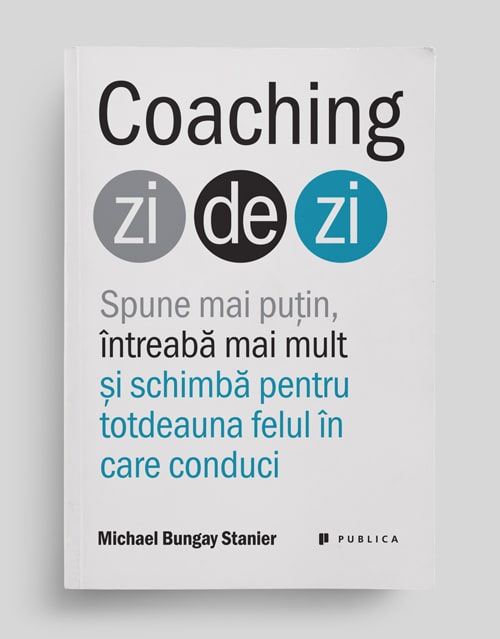 Coaching
zi de zi
Spune mai puțin,
întreabă mai mult
și schimbă pentru
totdeauna felul în
care conduci
Michael Bungay Stanier
PUBLICA